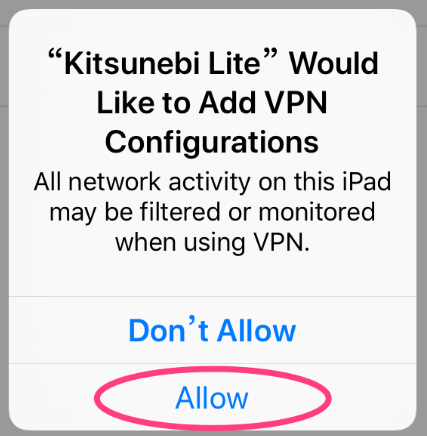 “Kitsunebi Lite” Would
Like to Add VPN
Configurations
All network activity on this iPad
may be filtered or monitored
when using VPN.
Don’t Allow
Allow